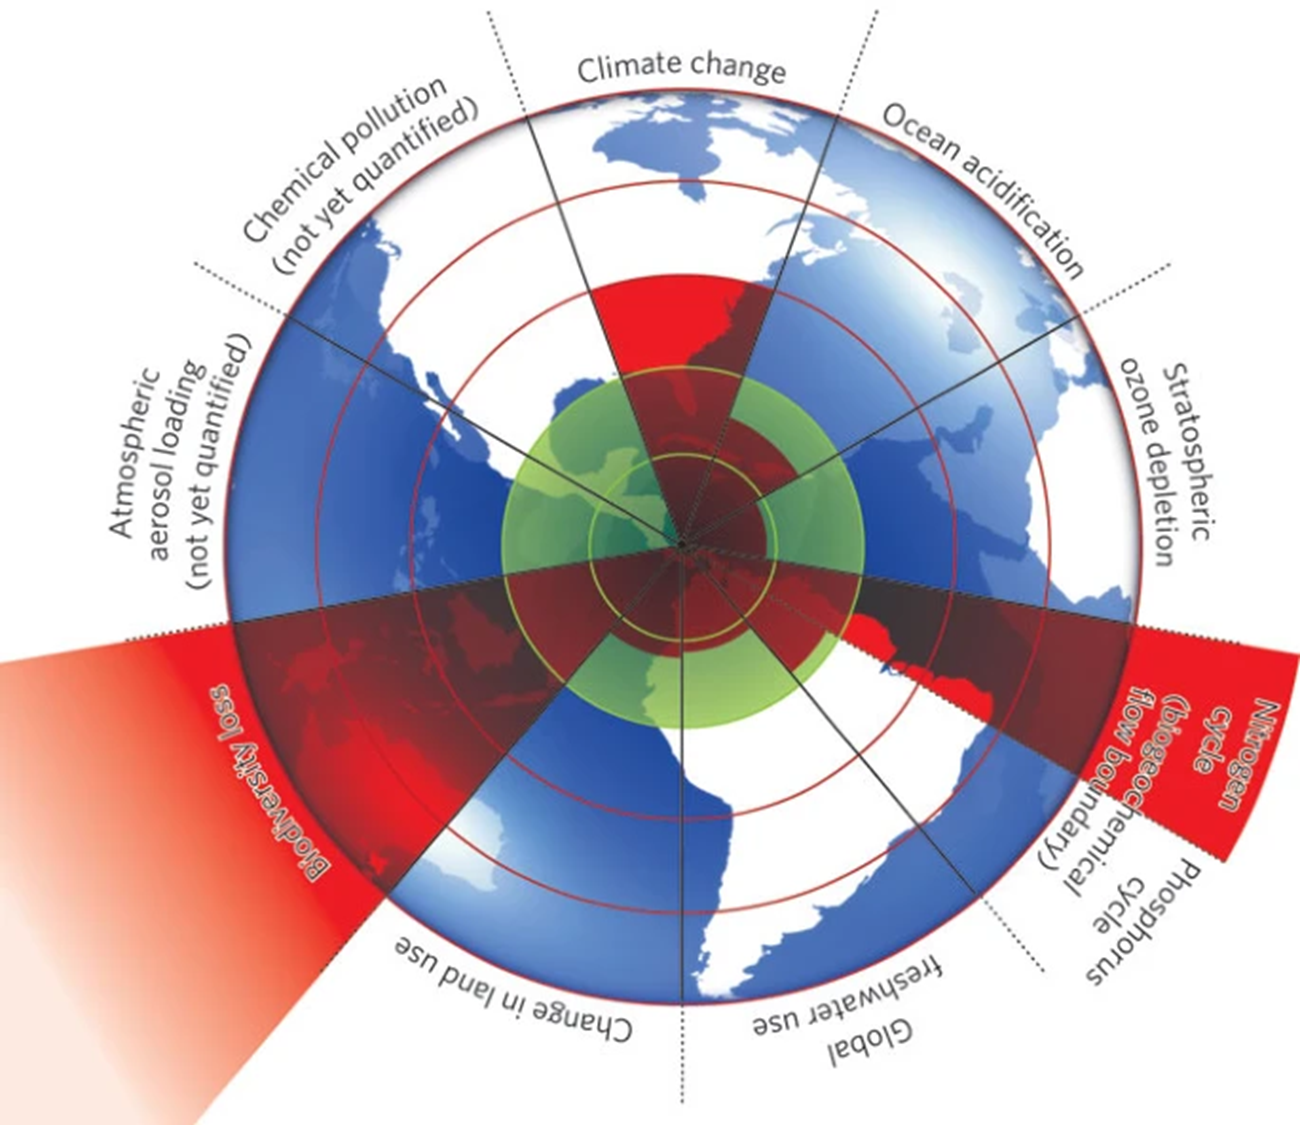 Climate change
Ocean acidification
Stratospheric
ozone depletion
Nitrogen
cycle
(biogeochemical
flow boundary)
Phosphorus
cycle
Global
freshwater use
Change in land use
Biodiversity loss
Atmospheric
aerosol loading
(not yet quantified)
Chemical pollution
(not yet quantified)